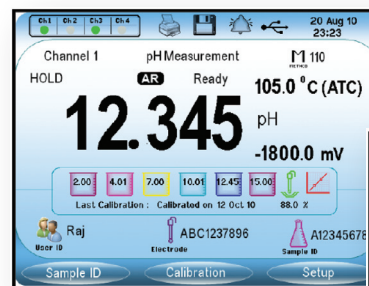 Ch1 Ch2 Ch3 Ch4 20 Aug 10
23:23
Channel 1 pH Measurement M 110
METHOD
HOLD AR Ready 105.0 °C (ATC)
12.345 pH
-1800.0 mV
2.00 4.01 7.00 10.01 12.45 15.00
Last Calibration : Calibrated on 12 Oct 10 88.0 %
Raj ABC1237896 A12345678
User ID Electrode Sample ID
Sample ID Calibration Setup